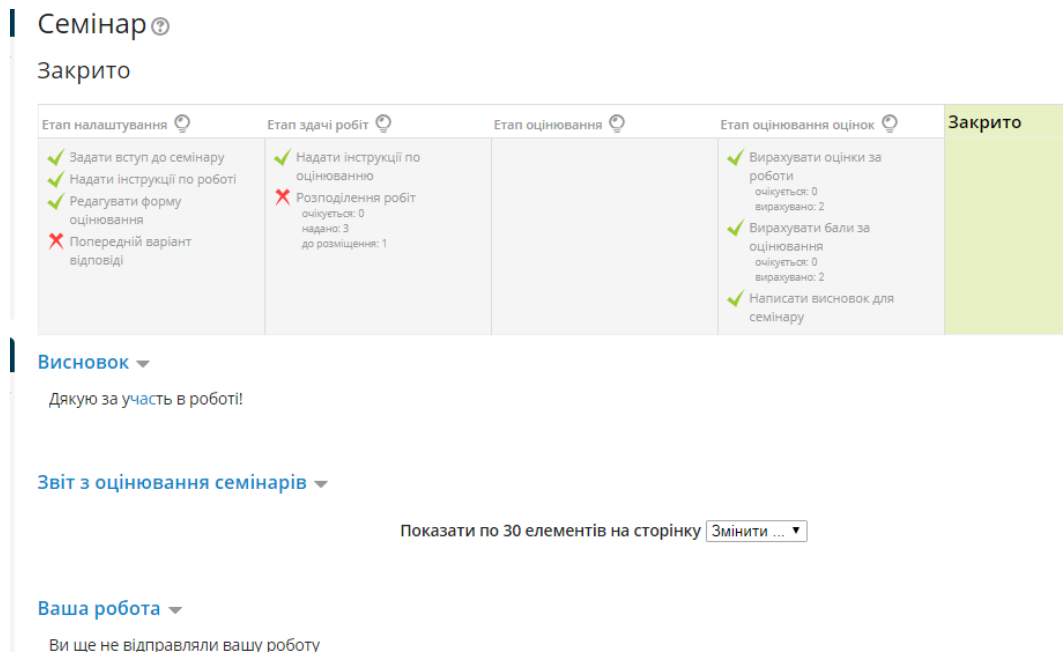 Семінар
Закрито
Етап налаштування
Етап здачі робіт
Етап оцінювання
Етап оцінювання оцінок
Закрито
Задати вступ до семінару
Надати інструкції по роботі
Редагувати форму
оцінювання
Попередній варіант
відповіді
Надати інструкції по
оцінюванню
Розподілення робіт
очікується: 0
надано: 3
до розміщення: 1
Вирахувати оцінки за
роботи
очікується: 0
вирахувано: 2
Вирахувати бали за
оцінювання
очікується: 0
вирахувано: 2
Написати висновок для
семінару
Висновок
Дякую за участь в роботі!
Звіт з оцінювання семінарів
Показати по 30 елементів на сторінку Змінити ...
Ваша робота
Ви ще не відправляли вашу роботу